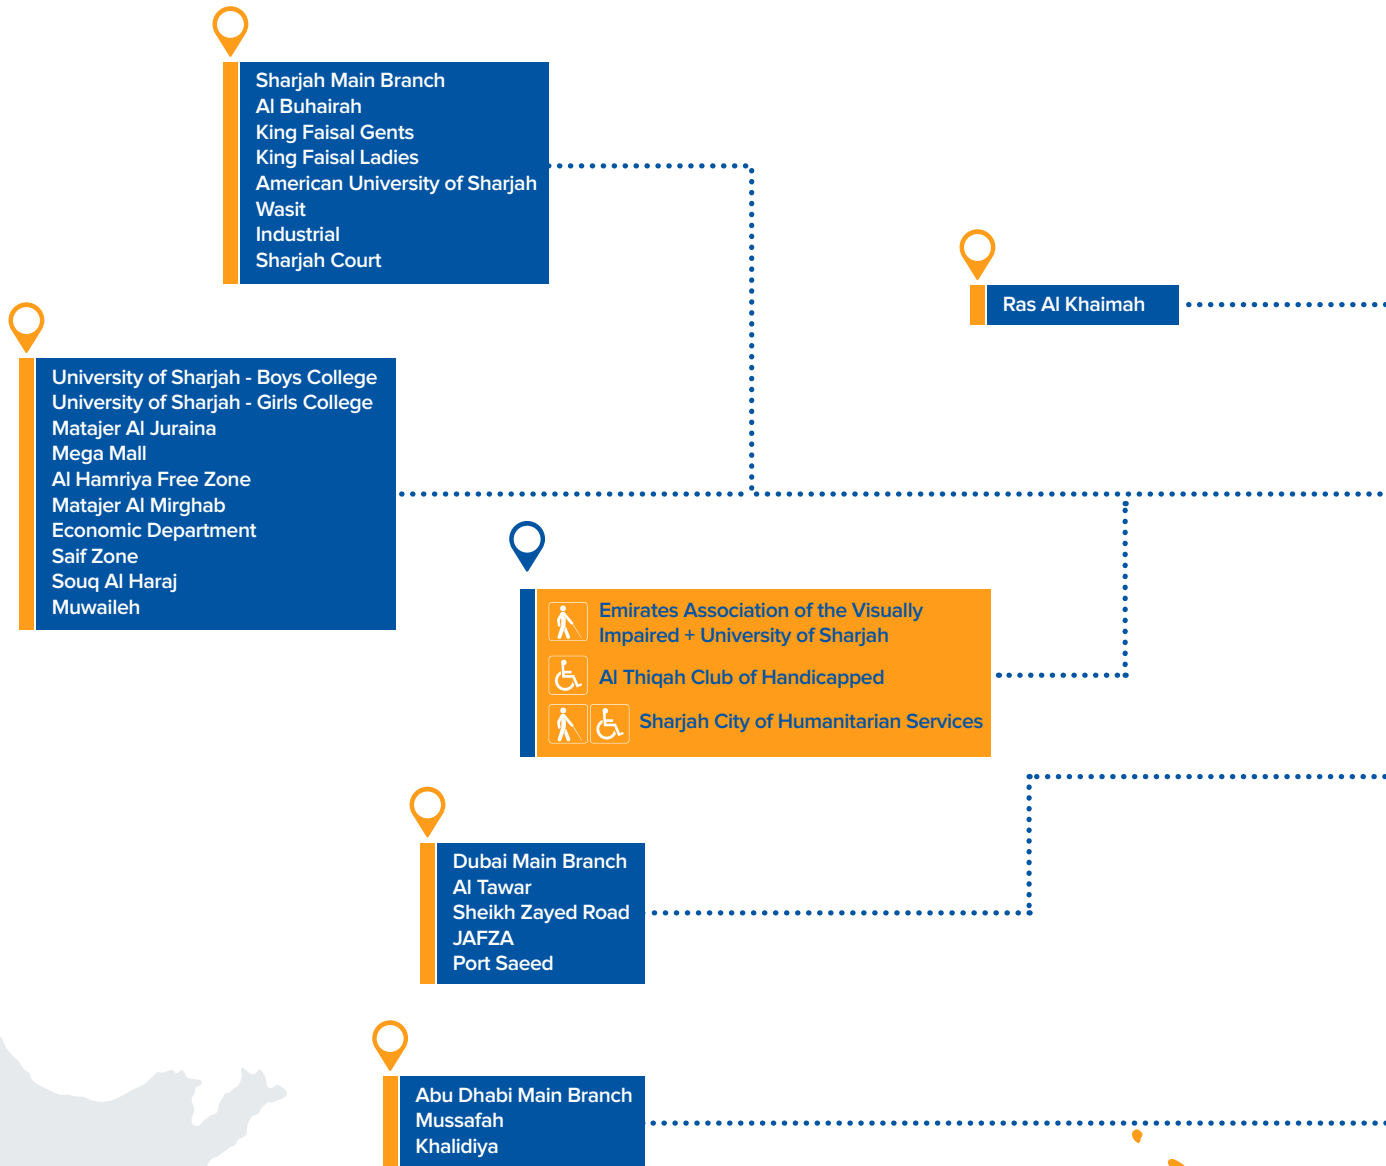 Sharjah Main Branch
Al Buhairah
King Faisal Gents
King Faisal Ladies
American University of Sharjah
Wasit
Industrial
Sharjah Court
Ras Al Khaimah
University of Sharjah - Boys College
University of Sharjah - Girls College
Matajer Al Juraina
Mega Mall
Al Hamriya Free Zone
Matajer Al Mirghab
Economic Department
Saif Zone
Souq Al Haraj
Muwaileh
Emirates Association of the Visually
Impaired + University of Sharjah
Al Thiqah Club of Handicapped
Sharjah City of Humanitarian Services
Dubai Main Branch
Al Tawar
Sheikh Zayed Road
JAFZA
Port Saeed
Abu Dhabi Main Branch
Mussafah
Khalidiya